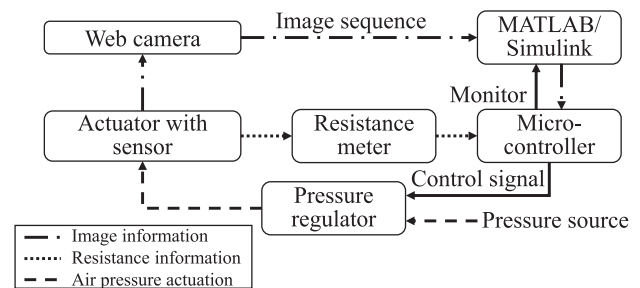 Web camera
Image sequence
MATLAB/
Simulink
Monitor
Actuator with
sensor
Resistance
meter
Micro-
controller
Control signal
Pressure
regulator
Pressure source
Image information
Resistance information
Air pressure actuation